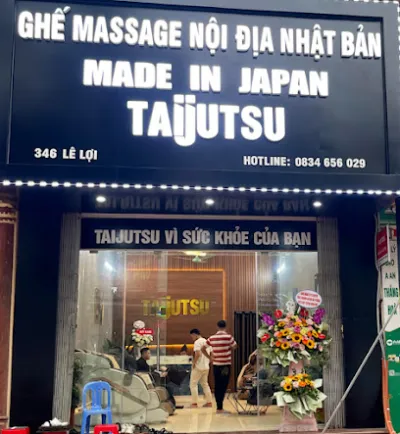 GHẾ MASSAGE NỘI ĐỊA NHẬT BẢN
MADE IN JAPAN
TAIJUTSU
346 LÊ LỢI
HOTLINE: 0834 656 029
TAIJUTSU VÌ SỨC KHỎE CỦA BẠN
TAIJUTSU